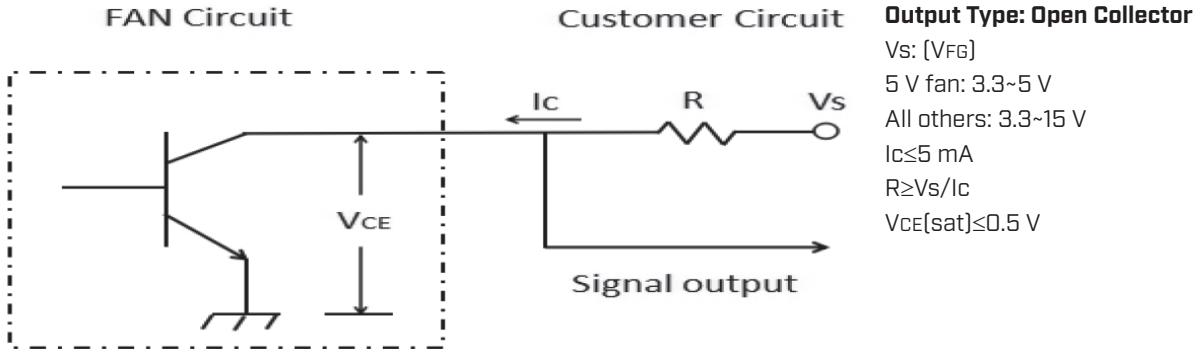 FAN Circuit
Customer Circuit
Ic
R
Vs
VCE
Signal output
Output Type: Open Collector
Vs: (VFG)
5 V fan: 3.3~5 V
All others: 3.3~15 V
Ic≤5 mA
R≥Vs/Ic
VCE(sat)≤0.5 V